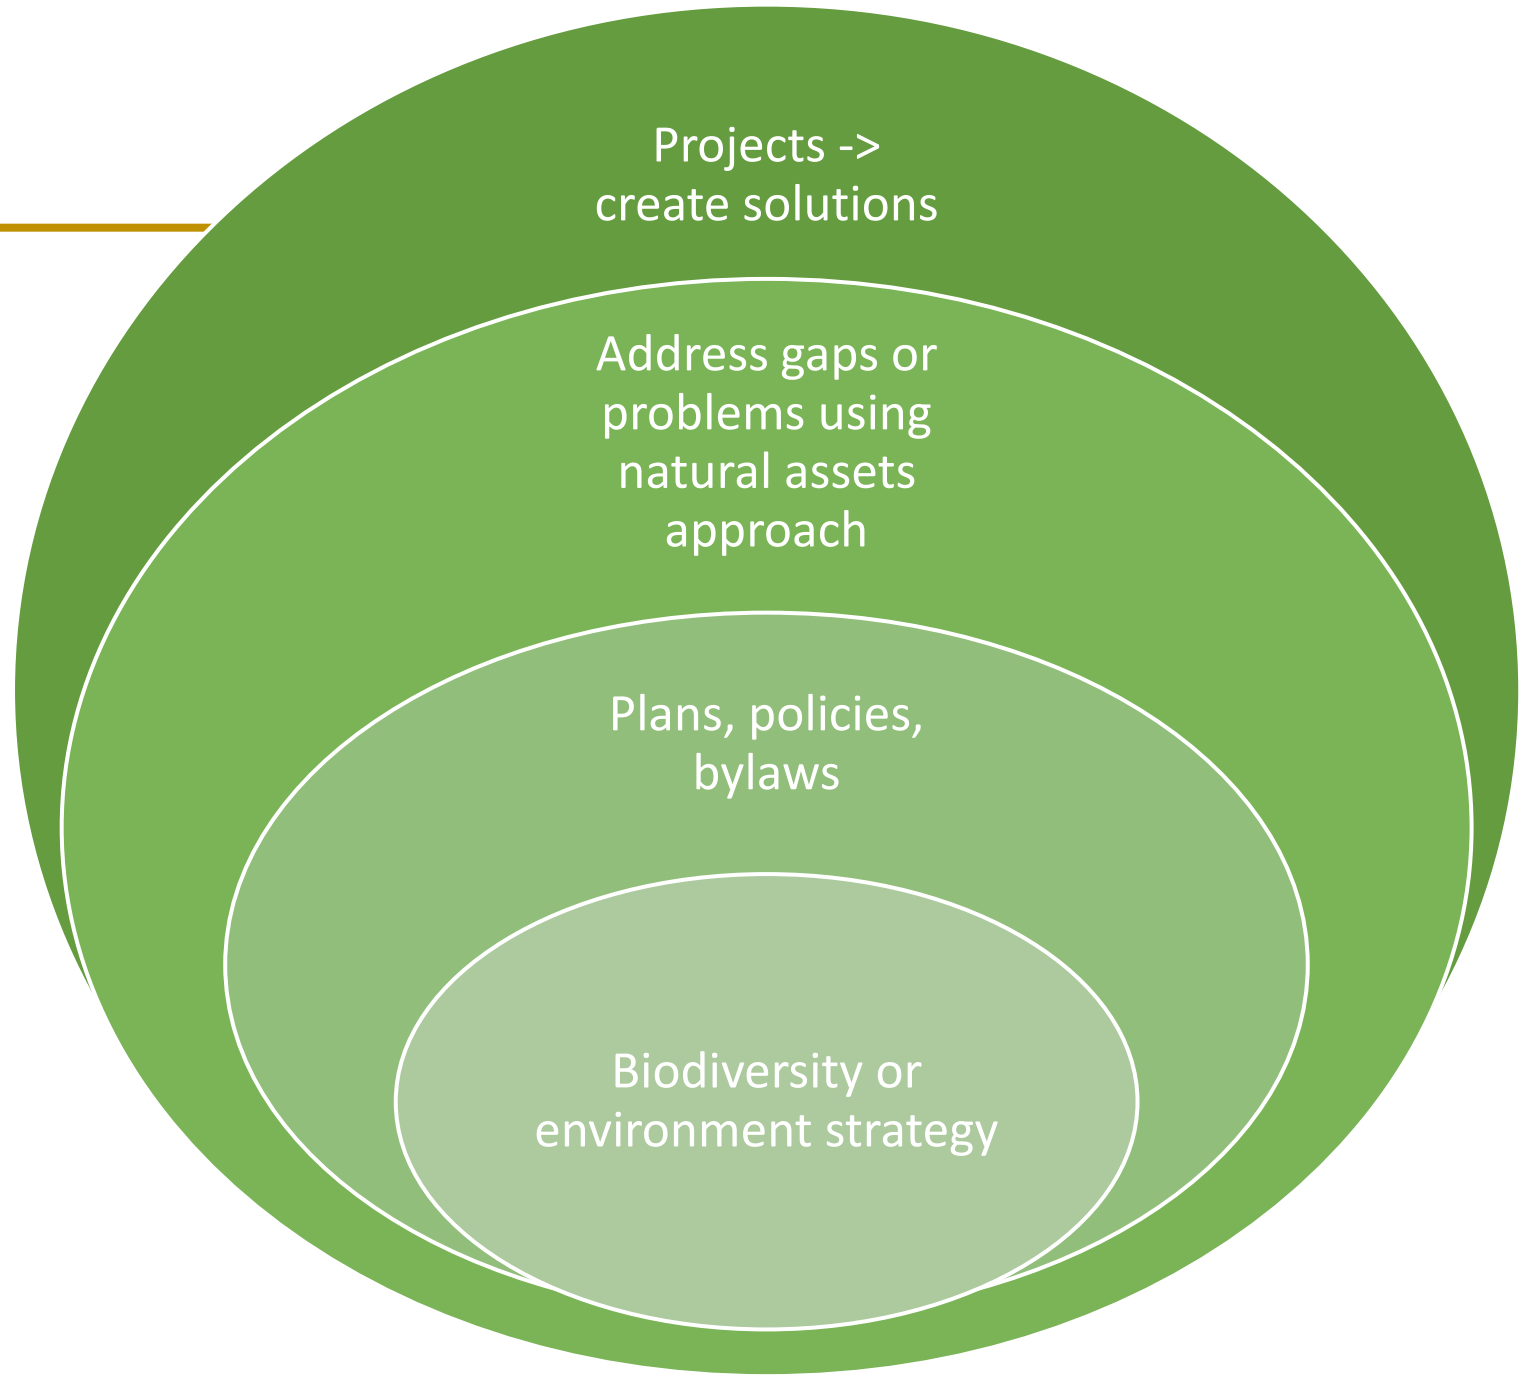 Projects ->
create solutions
Address gaps or
problems using
natural assets
approach
Plans, policies,
bylaws
Biodiversity or
environment strategy